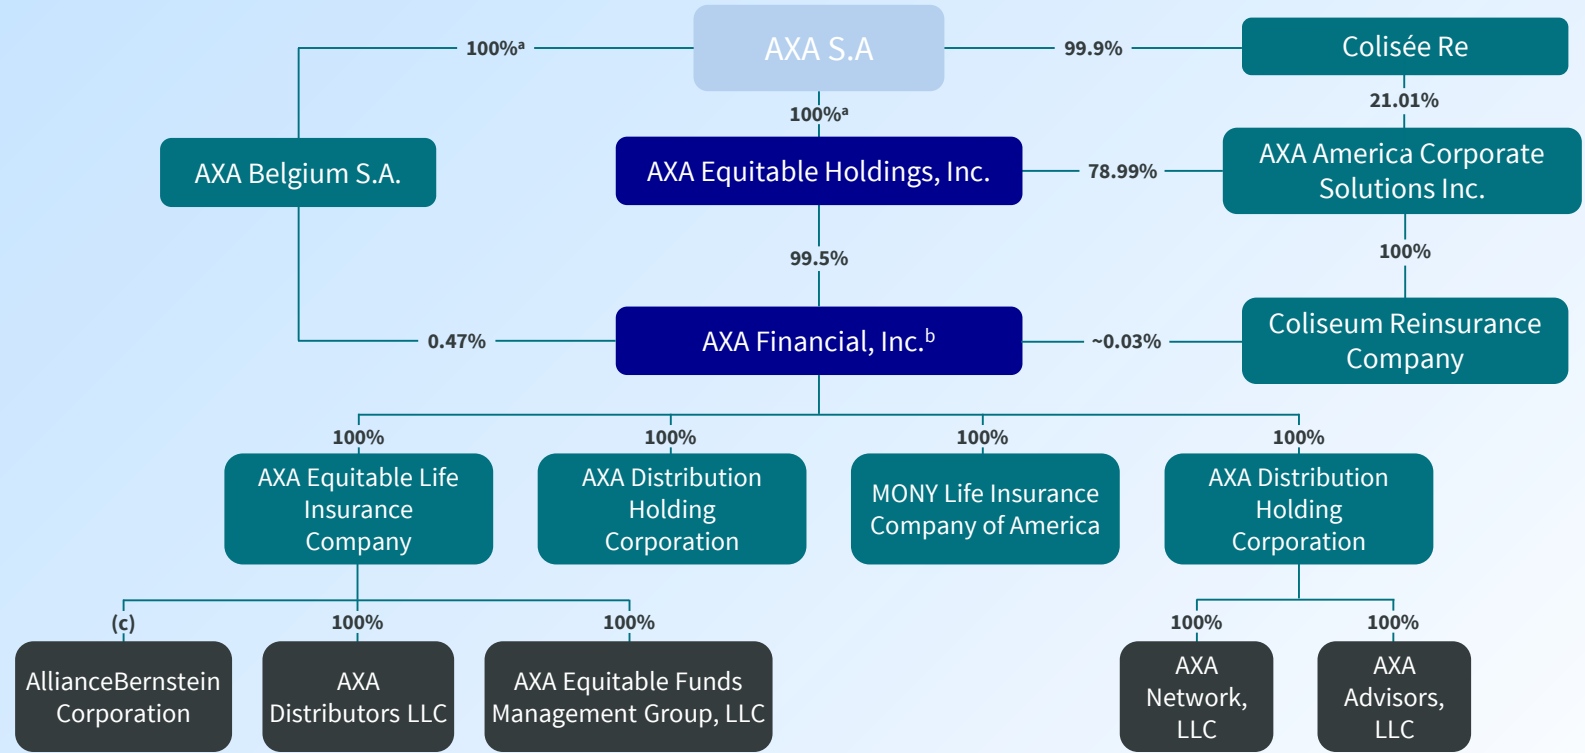 AXA S.A
Colisée Re
100%ᵃ
99.9%
21.01%
100%ᵃ
AXA Belgium S.A.
AXA Equitable Holdings, Inc.
78.99%
AXA America Corporate
Solutions Inc.
99.5%
100%
0.47%
AXA Financial, Inc.ᵇ
~0.03%
Coliseum Reinsurance
Company
100%
100%
100%
100%
AXA Equitable Life
Insurance
Company
AXA Distribution
Holding
Corporation
MONY Life Insurance
Company of America
AXA Distribution
Holding
Corporation
(c)
100%
100%
100%
100%
AllianceBernstein
Corporation
AXA
Distributors LLC
AXA Equitable Funds
Management Group, LLC
AXA
Network,
LLC
AXA
Advisors,
LLC